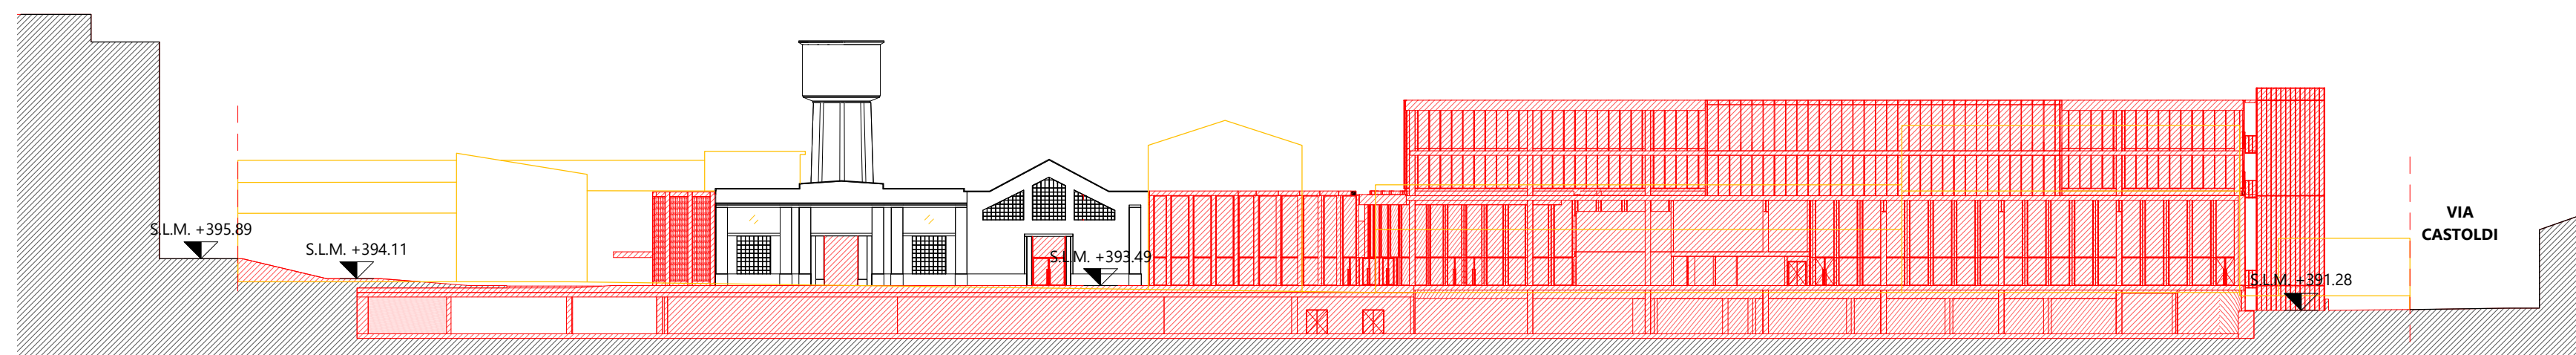 S.L.M. +395.89
S.L.M. +394.11
S.L.M. +393.49
VIA
CASTOLDI
S.L.M. +391.28